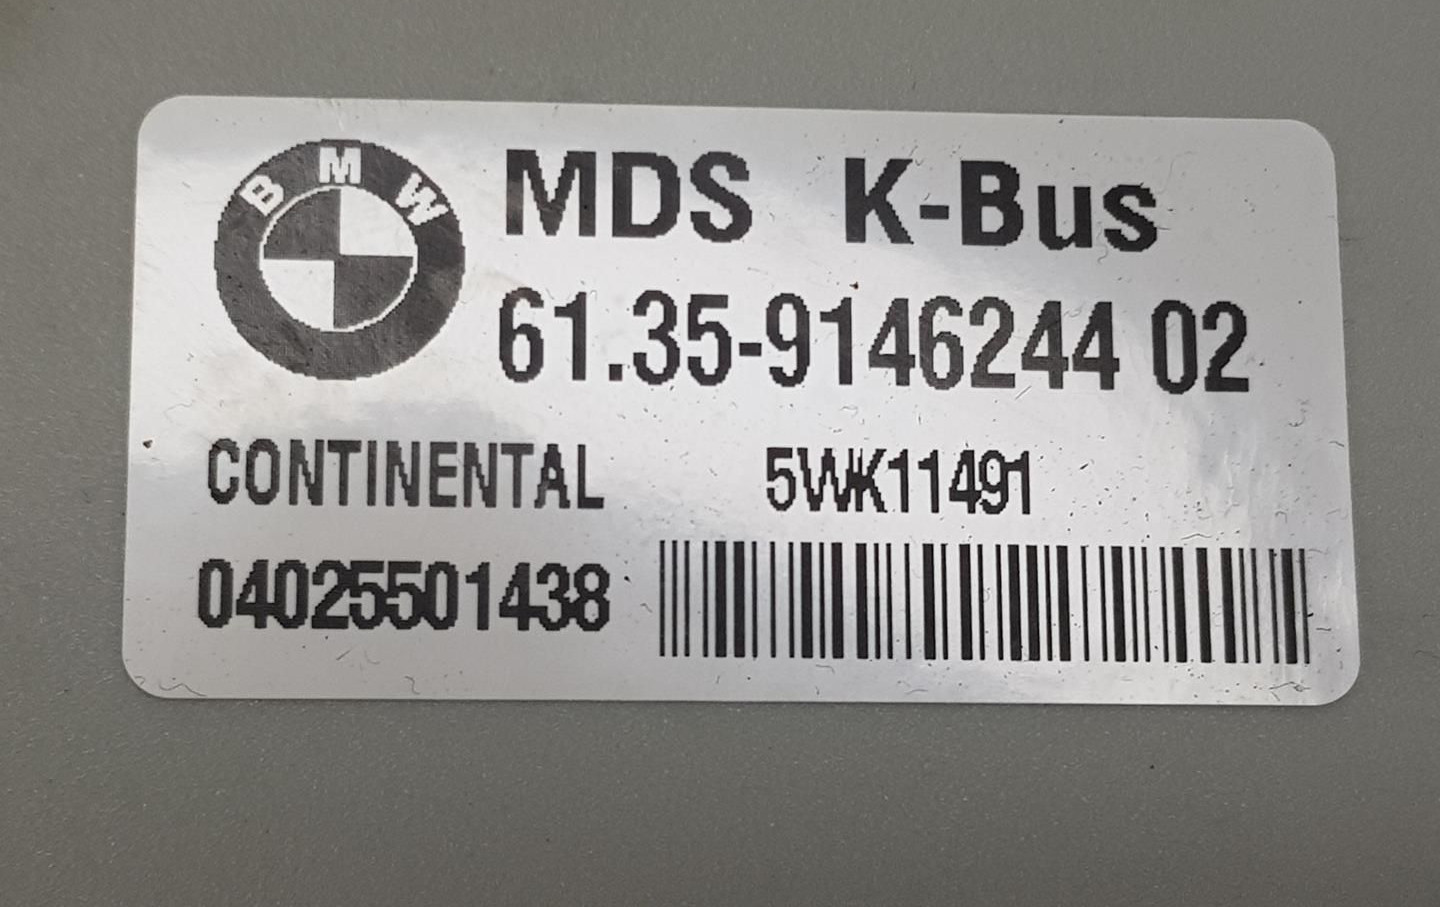 BMW
MDS K-Bus
61.35-9146244 02
CONTINENTAL 5WK11491
04025501438